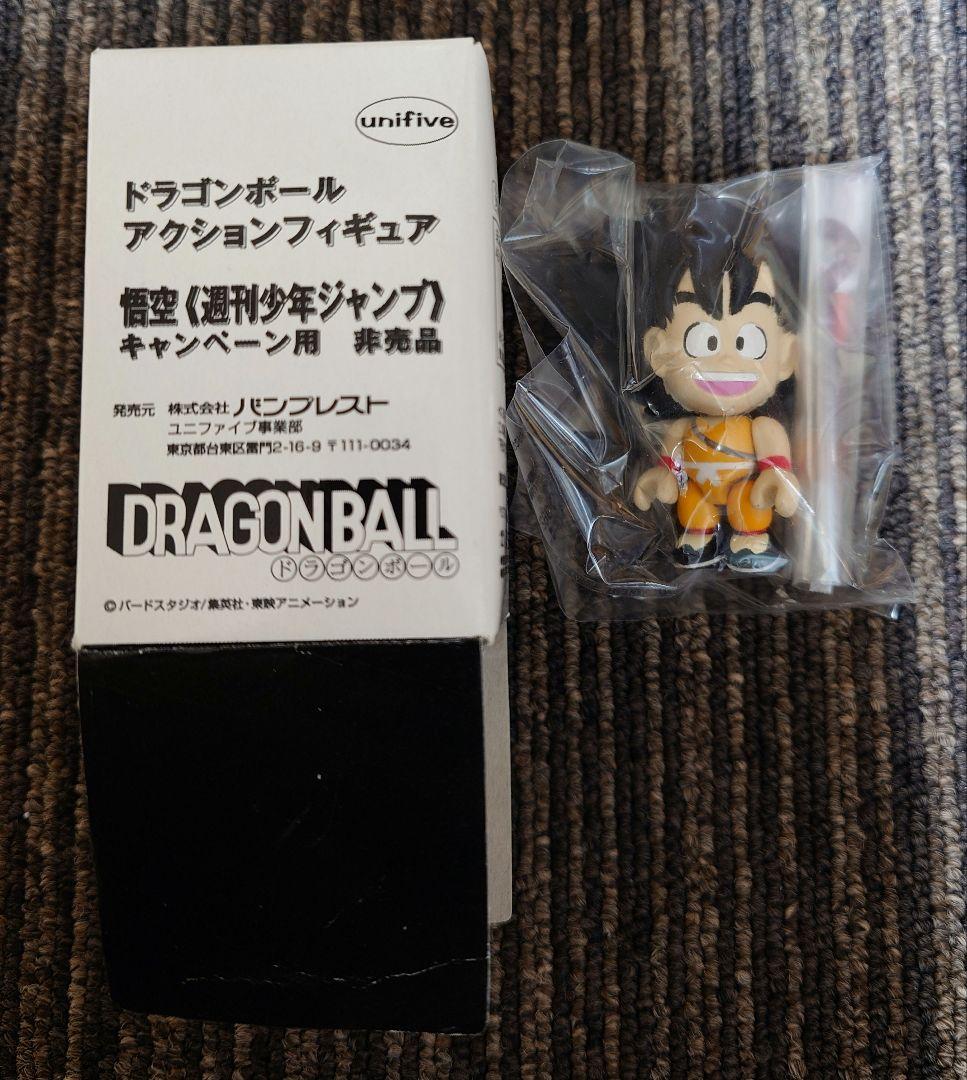 unifive
ドラゴンボール
アクションフィギュア
悟空《週刊少年ジャンプ》
キャンペーン用 非売品
発売元 株式会社 バンプレスト
ユニファイブ事業部
東京都台東区雷門2-16-9 〒111-0034
DRAGON BALL
ドラゴンボール
©バードスタジオ/集英社・東映アニメーション